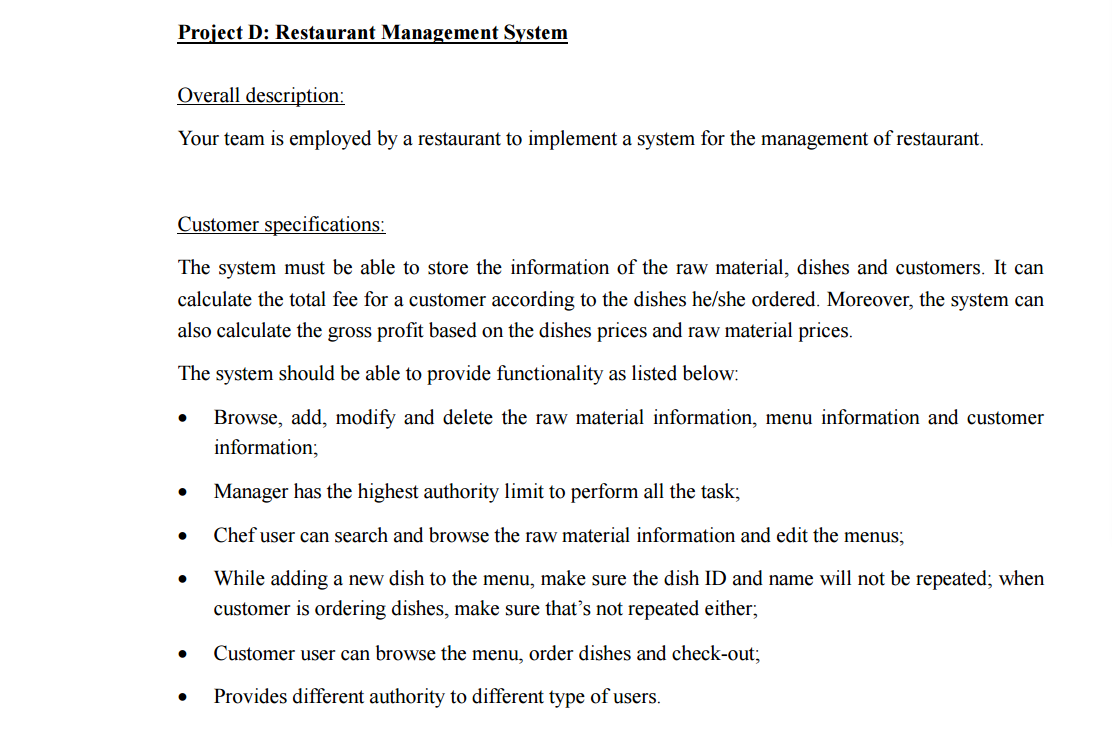 Project D: Restaurant Management System
Overall description:
Your team is employed by a restaurant to implement a system for the management of restaurant.
Customer specifications:
The system must be able to store the information of the raw material, dishes and customers. It can
calculate the total fee for a customer according to the dishes he/she ordered. Moreover, the system can
also calculate the gross profit based on the dishes prices and raw material prices.
The system should be able to provide functionality as listed below:
• Browse, add, modify and delete the raw material information, menu information and customer
information;
• Manager has the highest authority limit to perform all the task;
• Chef user can search and browse the raw material information and edit the menus;
• While adding a new dish to the menu, make sure the dish ID and name will not be repeated; when
customer is ordering dishes, make sure that’s not repeated either;
• Customer user can browse the menu, order dishes and check-out;
• Provides different authority to different type of users.